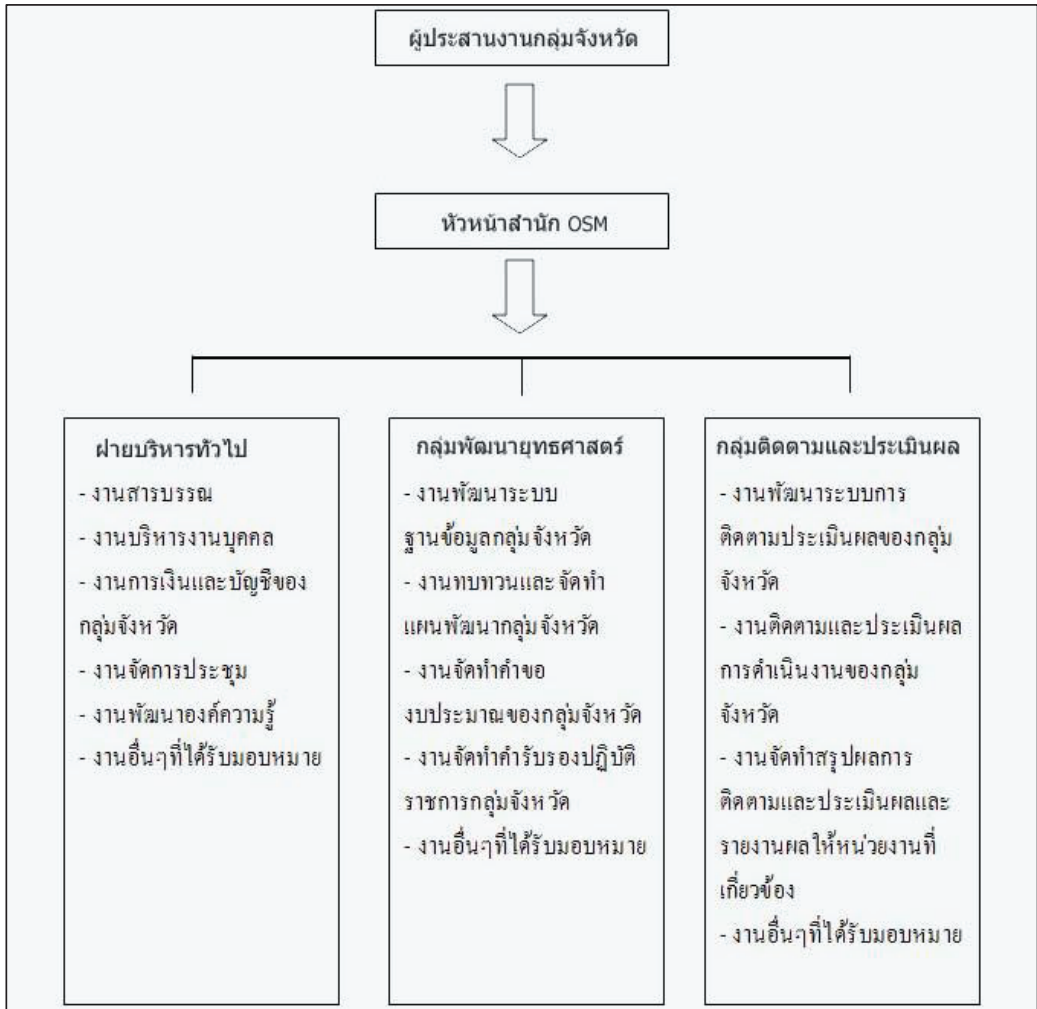 ผู้ประสานงานกลุ่มจังหวัด
หัวหน้าสำนัก OSM
ฝ่ายบริหารทั่วไป
- งานสารบรรณ
- งานบริหารงานบุคคล
- งานการเงินและบัญชีของ
กลุ่มจังหวัด
- งานจัดการประชุม
- งานพัฒนาองค์ความรู้
- งานอื่นๆที่ได้รับมอบหมาย
กลุ่มพัฒนายุทธศาสตร์
- งานพัฒนาระบบ
ฐานข้อมูลกลุ่มจังหวัด
- งานทบทวนและจัดทำ
แผนพัฒนากลุ่มจังหวัด
- งานจัดทำคำขอ
งบประมาณของกลุ่มจังหวัด
- งานจัดทำคำรับรองปฏิบัติ
ราชการกลุ่มจังหวัด
- งานอื่นๆที่ได้รับมอบหมาย
กลุ่มติดตามและประเมินผล
- งานพัฒนาระบบการ
ติดตามประเมินผลของกลุ่ม
จังหวัด
- งานติดตามและประเมินผล
การดำเนินงานของกลุ่ม
จังหวัด
- งานจัดทำสรุปผลการ
ติดตามและประเมินผลและ
รายงานผลให้หน่วยงานที่
เกี่ยวข้อง
- งานอื่นๆที่ได้รับมอบหมาย